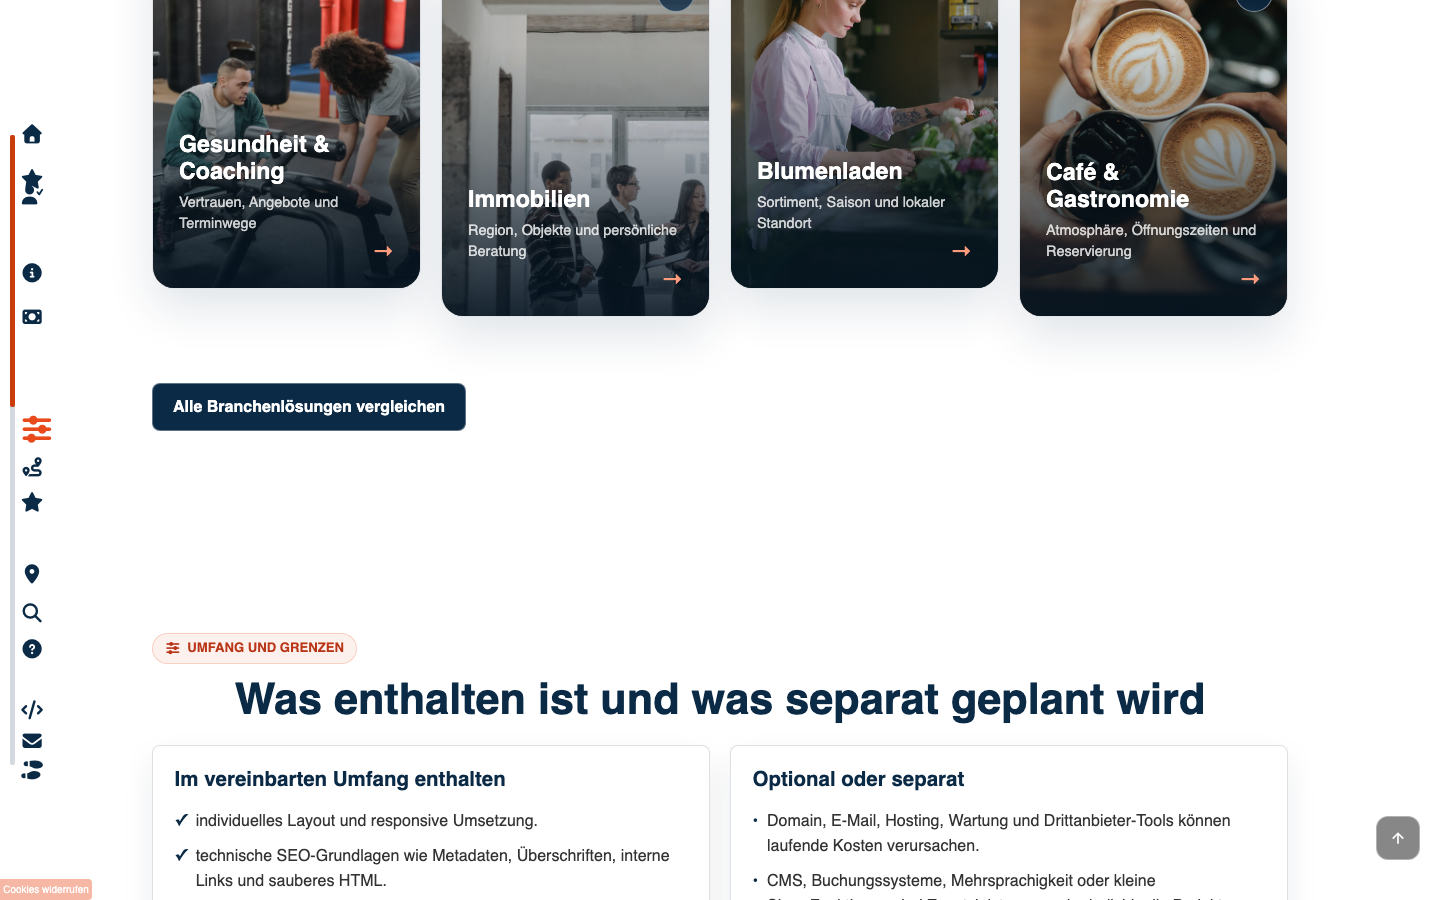 Gesundheit &
Coaching
Vertrauen, Angebote und
Terminwege
Immobilien
Region, Objekte und persönliche
Beratung
Blumenladen
Sortiment, Saison und lokaler
Standort
Café &
Gastronomie
Atmosphäre, Öffnungszeiten und
Reservierung
Alle Branchenlösungen vergleichen
UMFANG UND GRENZEN
Was enthalten ist und was separat geplant wird
Im vereinbarten Umfang enthalten
✓ individuelles Layout und responsive Umsetzung.
✓ technische SEO-Grundlagen wie Metadaten, Überschriften, interne
Links und sauberes HTML.
Optional oder separat
• Domain, E-Mail, Hosting, Wartung und Drittanbieter-Tools können
laufende Kosten verursachen.
• CMS, Buchungssysteme, Mehrsprachigkeit oder kleine
Cookies widerrufen